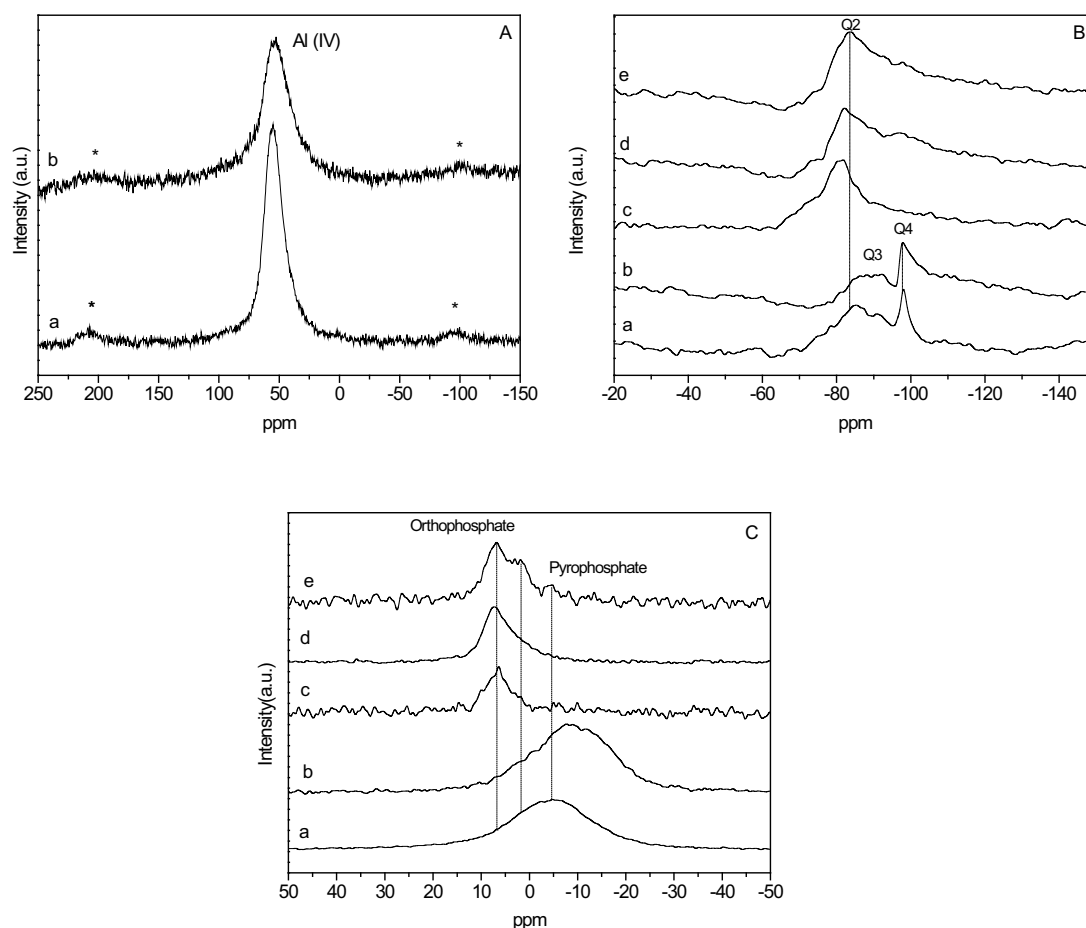 A
Al (IV)
b
*
*
a
*
*
250 200 150 100 50 0 -50 -100 -150
ppm
Intensity (a.u.)
B
Q2
e
d
c
Q3
Q4
b
a
-20 -40 -60 -80 -100 -120 -140
ppm
Intensity (a.u.)
C
Orthophosphate
Pyrophosphate
e
d
c
b
a
50 40 30 20 10 0 -10 -20 -30 -40 -50
ppm
Intensity(a.u.)